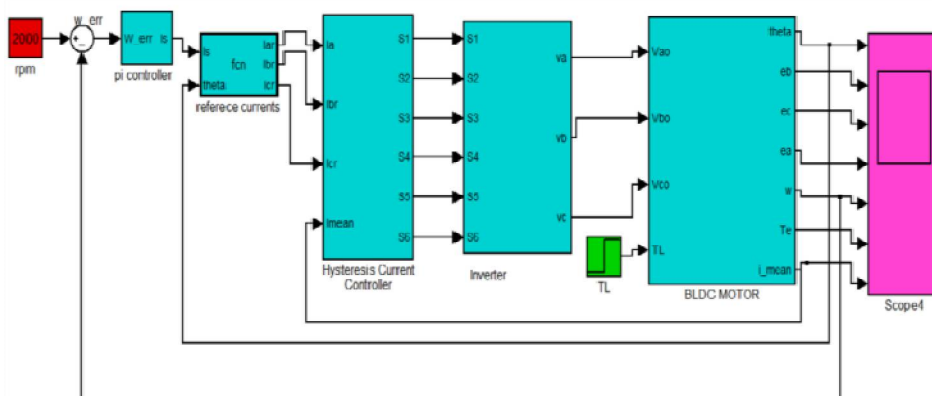 w_err
2000
rpm
+
_
W_err Is
pi controller
Is
theta
fcn
Iar
Ibr
Icr
referece currents
Ia
Ibr
Icr
Imean
S1
S2
S3
S4
S5
S6
Hysteresis Current
Controller
S1
S2
S3
S4
S5
S6
va
vb
vc
Inverter
TL
Vao
Vbo
Vco
TL
theta
eb
ec
ea
w
Te
i_mean
BLDC MOTOR
Scope4